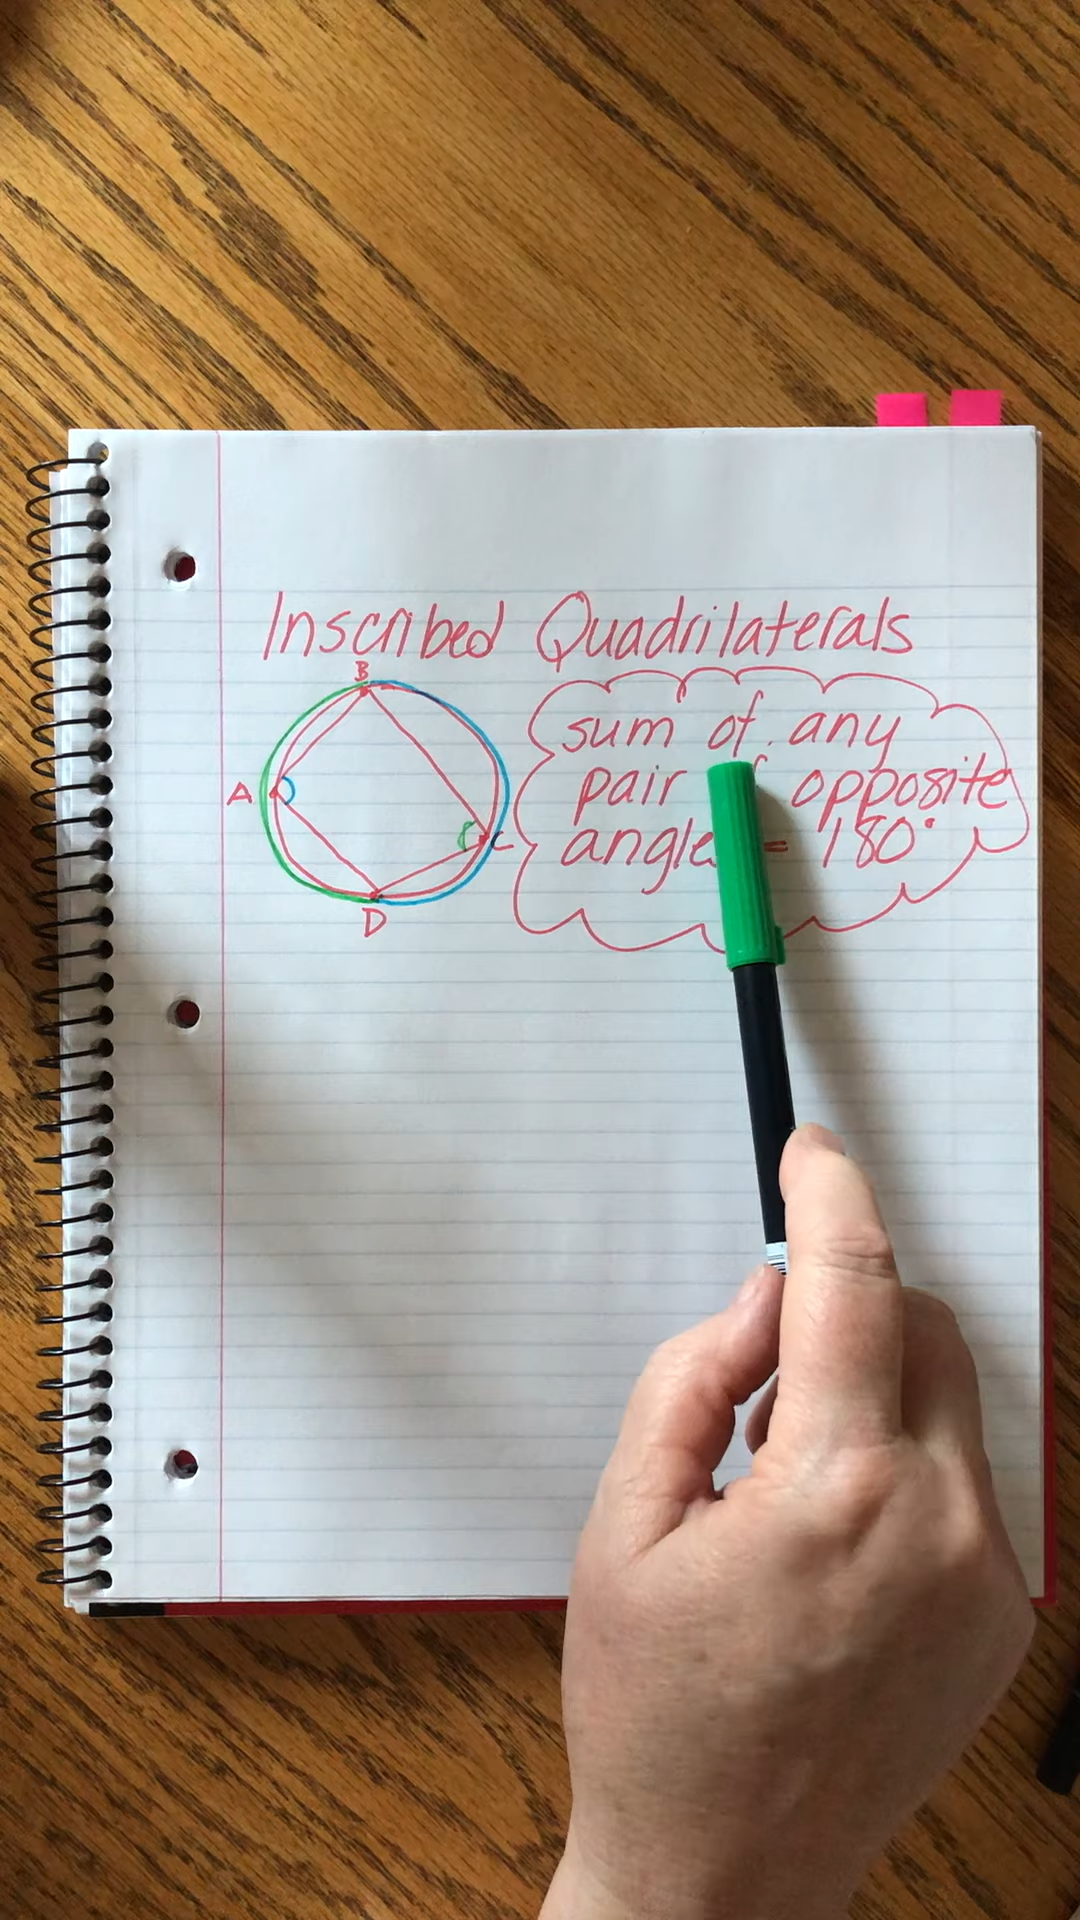 Inscribed Quadrilaterals
B
A
C
D
sum of any
pair opposite
angle = 180°